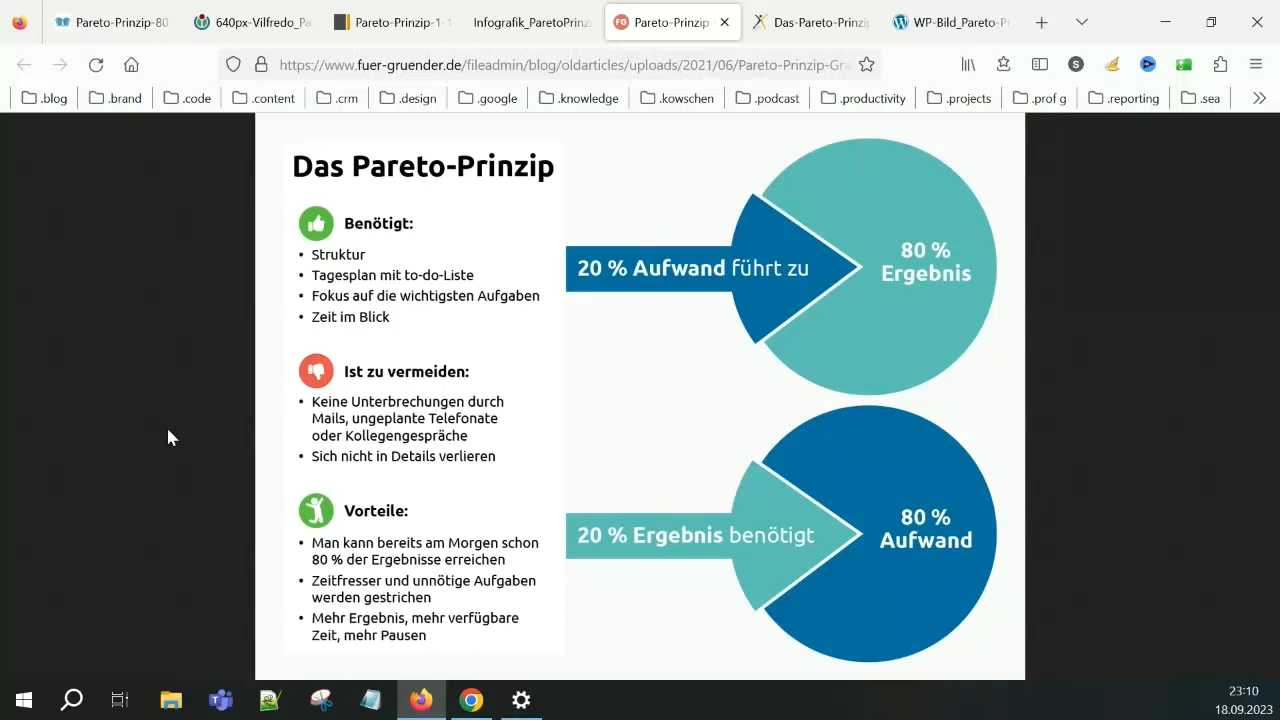 Pareto-Prinzip-80
640px-Vilfredo_Pa
Pareto-Prinzip-1-1
Infografik_ParetoPrinz
FG Pareto-Prinzip
Das-Pareto-Prinzip
WP-Bild_Pareto-P
https://www.fuer-gruender.de/fileadmin/blog/oldarticles/uploads/2021/06/Pareto-Prinzip-Gra
S
.blog
.brand
.code
.content
.crm
.design
.google
.knowledge
.kowschen
.podcast
.productivity
.projects
.prof g
.reporting
.sea
Das Pareto-Prinzip
Benötigt:
• Struktur
• Tagesplan mit to-do-Liste
• Fokus auf die wichtigsten Aufgaben
• Zeit im Blick
Ist zu vermeiden:
• Keine Unterbrechungen durch
Mails, ungeplante Telefonate
oder Kollegengespräche
• Sich nicht in Details verlieren
Vorteile:
• Man kann bereits am Morgen schon
80 % der Ergebnisse erreichen
• Zeitfresser und unnötige Aufgaben
werden gestrichen
• Mehr Ergebnis, mehr verfügbare
Zeit, mehr Pausen
20 % Aufwand führt zu
80 %
Ergebnis
20 % Ergebnis benötigt
80 %
Aufwand
23:10
18.09.2023